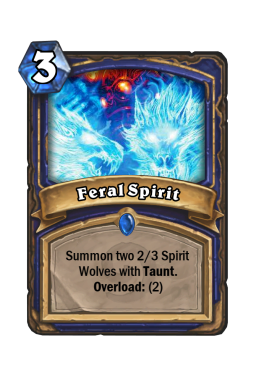 3
Feral Spirit
Summon two 2/3 Spirit
Wolves with Taunt.
Overload: (2)